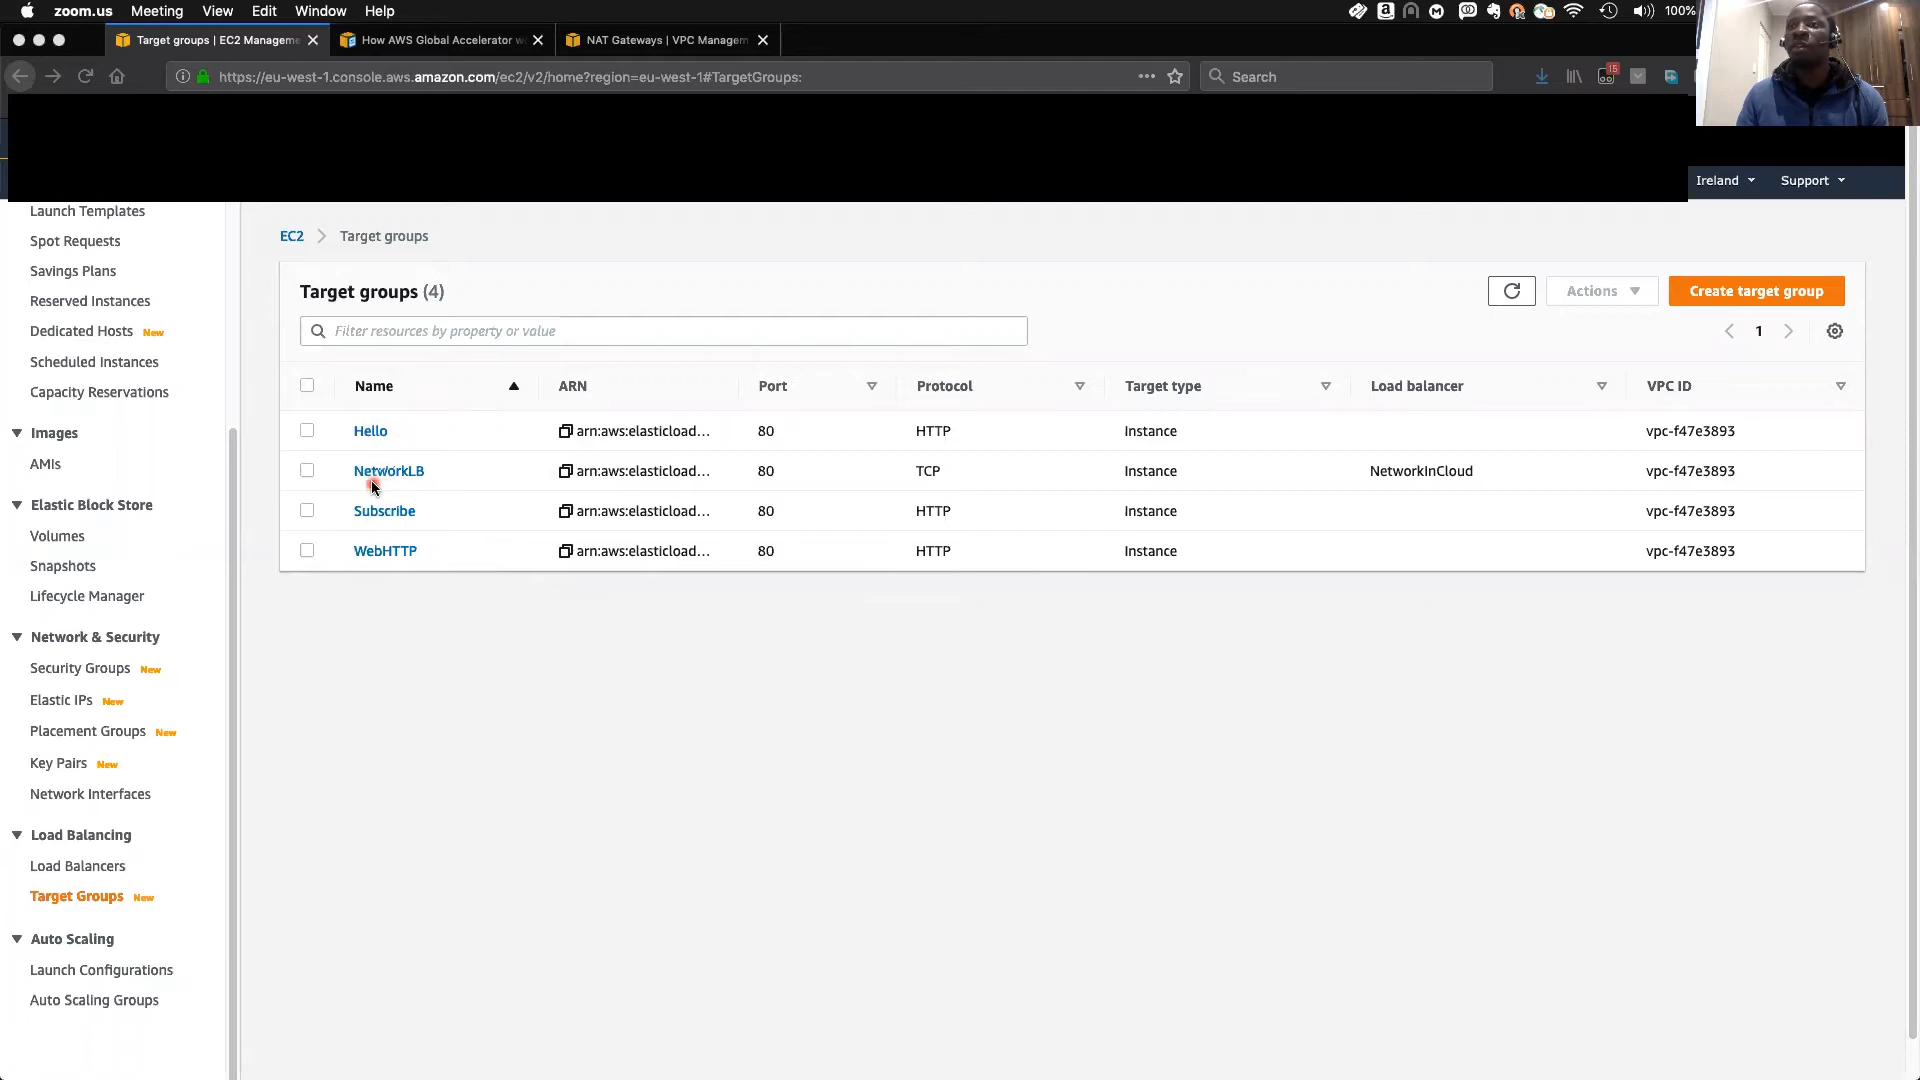 zoom.us Meeting View Edit Window Help 100%
Target groups | EC2 Manageme How AWS Global Accelerator w NAT Gateways | VPC Managem
https://eu-west-1.console.aws.amazon.com/ec2/v2/home?region=eu-west-1#TargetGroups: Search 15
Ireland Support
Launch Templates
Spot Requests
Savings Plans
Reserved Instances
Dedicated Hosts New
Scheduled Instances
Capacity Reservations
Images
AMIs
Elastic Block Store
Volumes
Snapshots
Lifecycle Manager
Network & Security
Security Groups New
Elastic IPs New
Placement Groups New
Key Pairs New
Network Interfaces
Load Balancing
Load Balancers
Target Groups New
Auto Scaling
Launch Configurations
Auto Scaling Groups
EC2 Target groups
Target groups (4) Actions Create target group
Filter resources by property or value 1
Name ARN Port Protocol Target type Load balancer VPC ID
Hello arn:aws:elasticload... 80 HTTP Instance vpc-f47e3893
NetworkLB arn:aws:elasticload... 80 TCP Instance NetworkInCloud vpc-f47e3893
Subscribe arn:aws:elasticload... 80 HTTP Instance vpc-f47e3893
WebHTTP arn:aws:elasticload... 80 HTTP Instance vpc-f47e3893